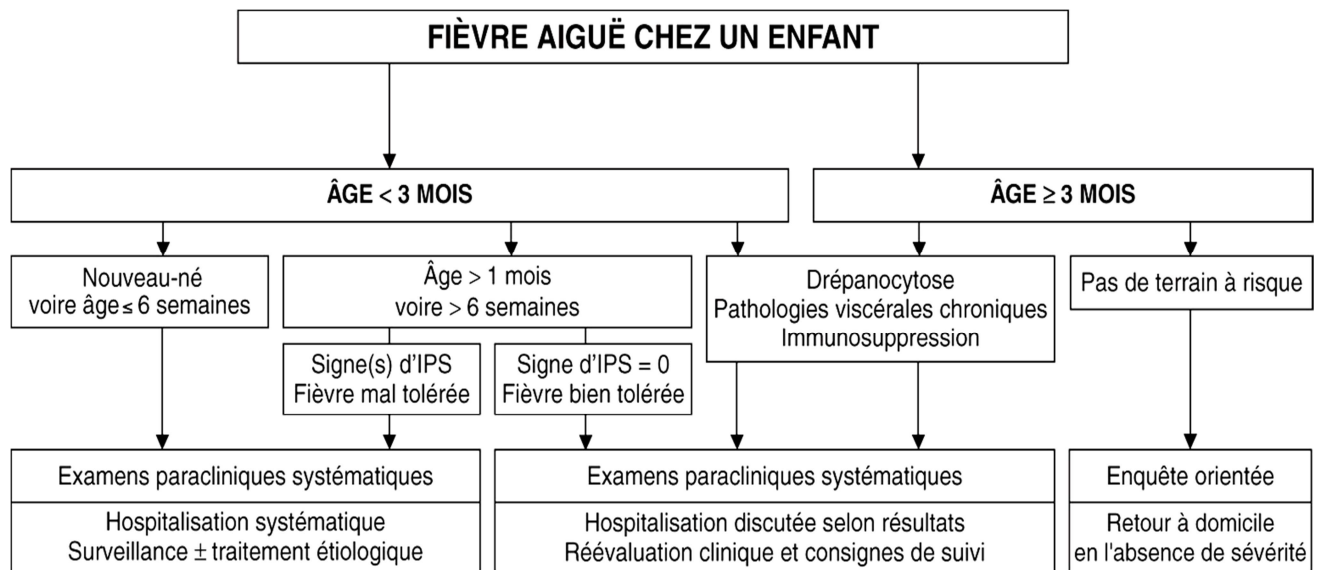 FIÈVRE AIGUË CHEZ UN ENFANT
ÂGE < 3 MOIS
ÂGE ≥ 3 MOIS
Nouveau-né
voire âge ≤ 6 semaines
Âge > 1 mois
voire > 6 semaines
Drépanocytose
Pathologies viscérales chroniques
Immunosuppression
Pas de terrain à risque
Signe(s) d'IPS
Fièvre mal tolérée
Signe d'IPS = 0
Fièvre bien tolérée
Examens paracliniques systématiques
Hospitalisation systématique
Surveillance ± traitement étiologique
Examens paracliniques systématiques
Hospitalisation discutée selon résultats
Réévaluation clinique et consignes de suivi
Enquête orientée
Retour à domicile
en l'absence de sévérité